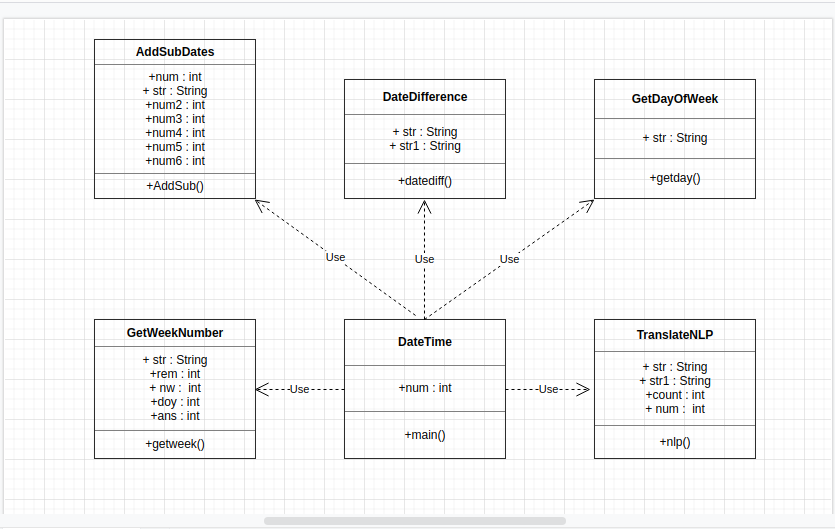 AddSubDates
+num : int
+ str : String
+num2 : int
+num3 : int
+num4 : int
+num5 : int
+num6 : int
+AddSub()
DateDifference
+ str : String
+ str1 : String
+datediff()
GetDayOfWeek
+ str : String
+getday()
Use
Use
Use
GetWeekNumber
+ str : String
+rem : int
+ nw :  int
+doy : int
+ans : int
+getweek()
Use
DateTime
+num : int
+main()
Use
TranslateNLP
+ str : String
+ str1 : String
+count : int
+ num :  int
+nlp()